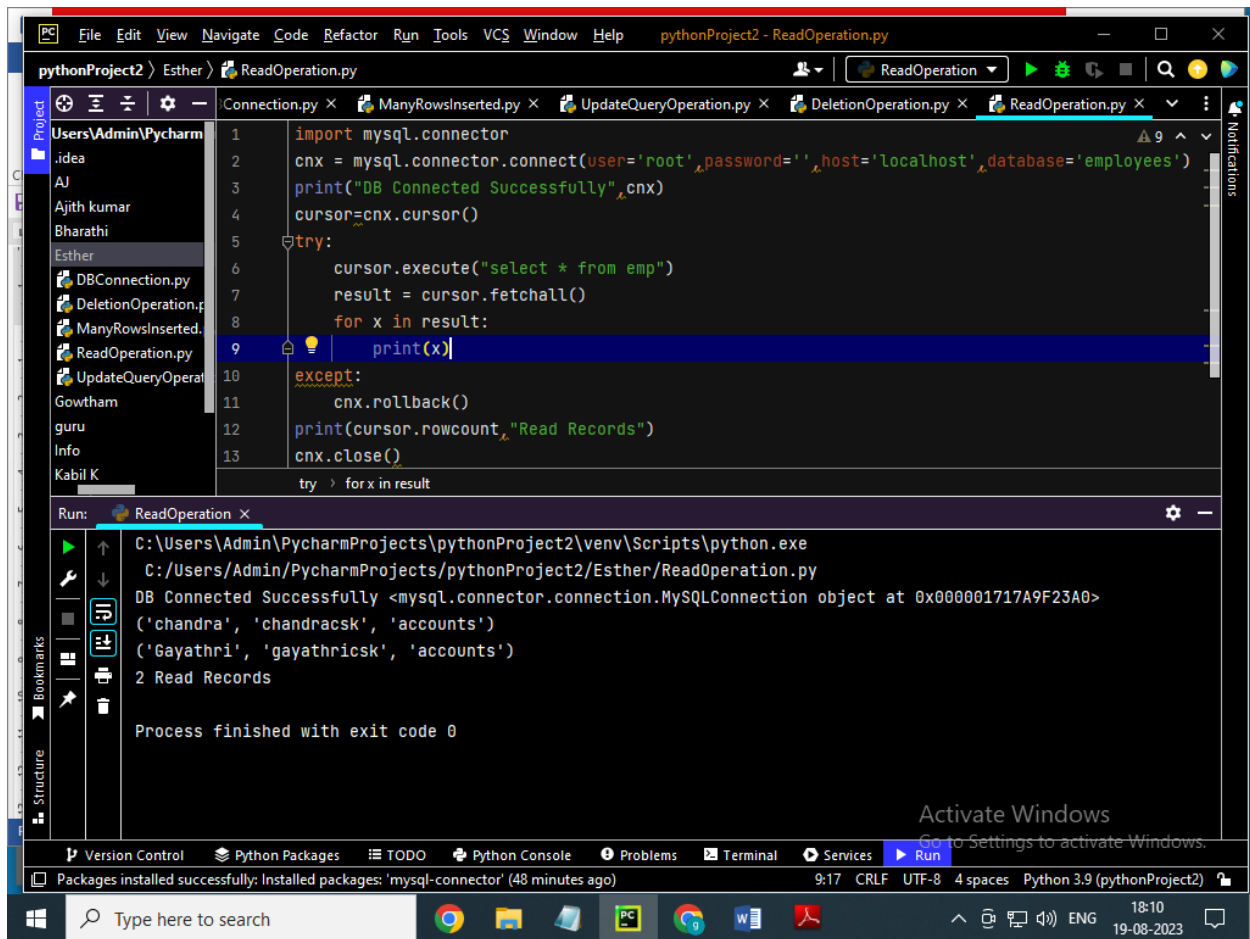 PC File Edit View Navigate Code Refactor Run Tools VCS Window Help pythonProject2 - ReadOperation.py
pythonProject2 〉 Esther 〉 ReadOperation.py
ReadOperation
Connection.py × ManyRowsInserted.py × UpdateQueryOperation.py × DeletionOperation.py × ReadOperation.py ×
Project
Users\Admin\Pycharm
.idea
AJ
Ajith kumar
Bharathi
Esther
DBConnection.py
DeletionOperation.p
ManyRowsInserted.
ReadOperation.py
UpdateQueryOperat
Gowtham
guru
Info
Kabil K
9
1 import mysql.connector
2 cnx = mysql.connector.connect(user='root',password='',host='localhost',database='employees')
3 print("DB Connected Successfully",cnx)
4 cursor=cnx.cursor()
5 try:
6 cursor.execute("select * from emp")
7 result = cursor.fetchall()
8 for x in result:
9 print(x)
10 except:
11 cnx.rollback()
12 print(cursor.rowcount,"Read Records")
13 cnx.close()
try › for x in result
Notifications
Run: ReadOperation ×
C:\Users\Admin\PycharmProjects\pythonProject2\venv\Scripts\python.exe
C:/Users/Admin/PycharmProjects/pythonProject2/Esther/ReadOperation.py
DB Connected Successfully <mysql.connector.connection.MySQLConnection object at 0x000001717A9F23A0>
('chandra', 'chandracsk', 'accounts')
('Gayathri', 'gayathricsk', 'accounts')
2 Read Records
Process finished with exit code 0
Bookmarks
Structure
Activate Windows
Go to Settings to activate Windows.
Version Control Python Packages TODO Python Console Problems Terminal Services Run
Packages installed successfully: Installed packages: 'mysql-connector' (48 minutes ago) 9:17 CRLF UTF-8 4 spaces Python 3.9 (pythonProject2)
Type here to search
ENG
18:10
19-08-2023